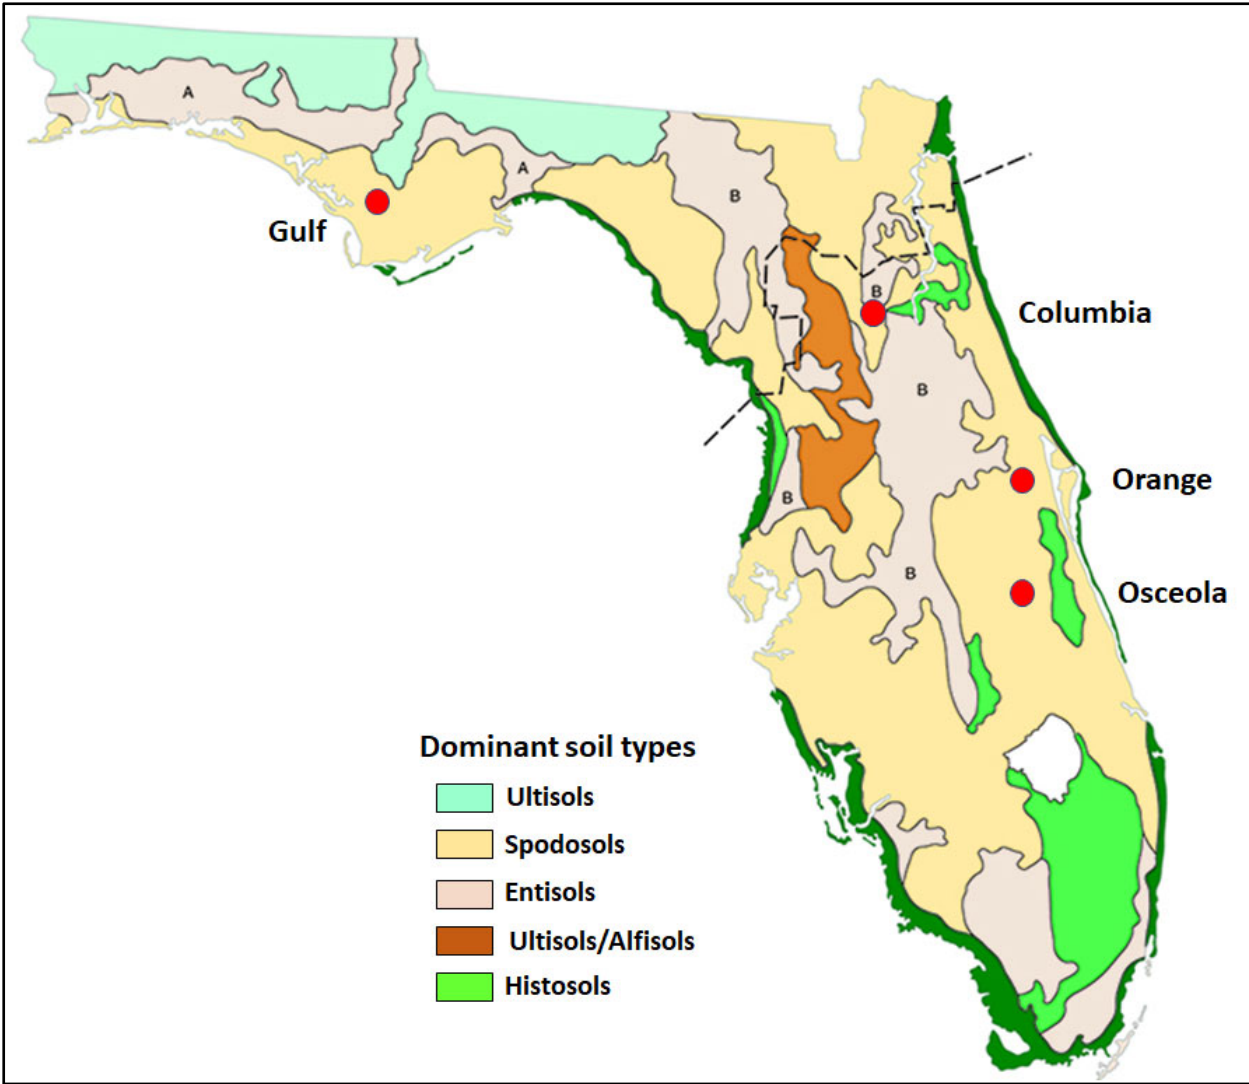 A
A
B
Gulf
B
Columbia
B
Orange
B
Osceola
B
Dominant soil types
Ultisols
Spodosols
Entisols
Ultisols/Alfisols
Histosols